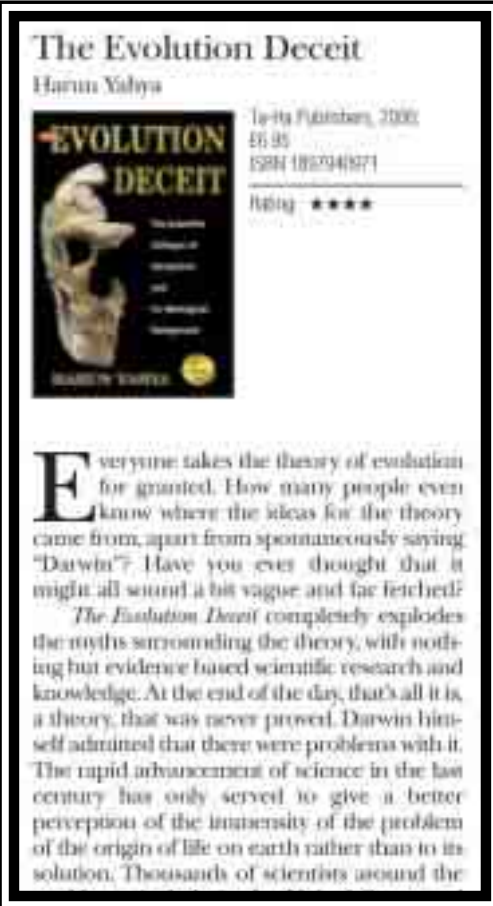 The Evolution Deceit
Harun Yahya
Ta-Ha Publishers, 2000;
£6.95
ISBN 1897940971
Rating ★★★★
EVOLUTION
DECEIT
HARUN YAHYA
Everyone takes the theory of evolution
for granted. How many people even
know where the ideas for the theory
came from, apart from spontaneously saying
"Darwin"? Have you ever thought that it
might all sound a bit vague and far fetched?
The Evolution Deceit completely explodes
the myths surrounding the theory, with noth-
ing but evidence based scientific research and
knowledge. At the end of the day, that's all it is,
a theory, that was never proved. Darwin him-
self admitted that there were problems with it.
The rapid advancement of science in the last
century has only served to give a better
perception of the immensity of the problem
of the origin of life on earth rather than to its
solution. Thousands of scientists around the